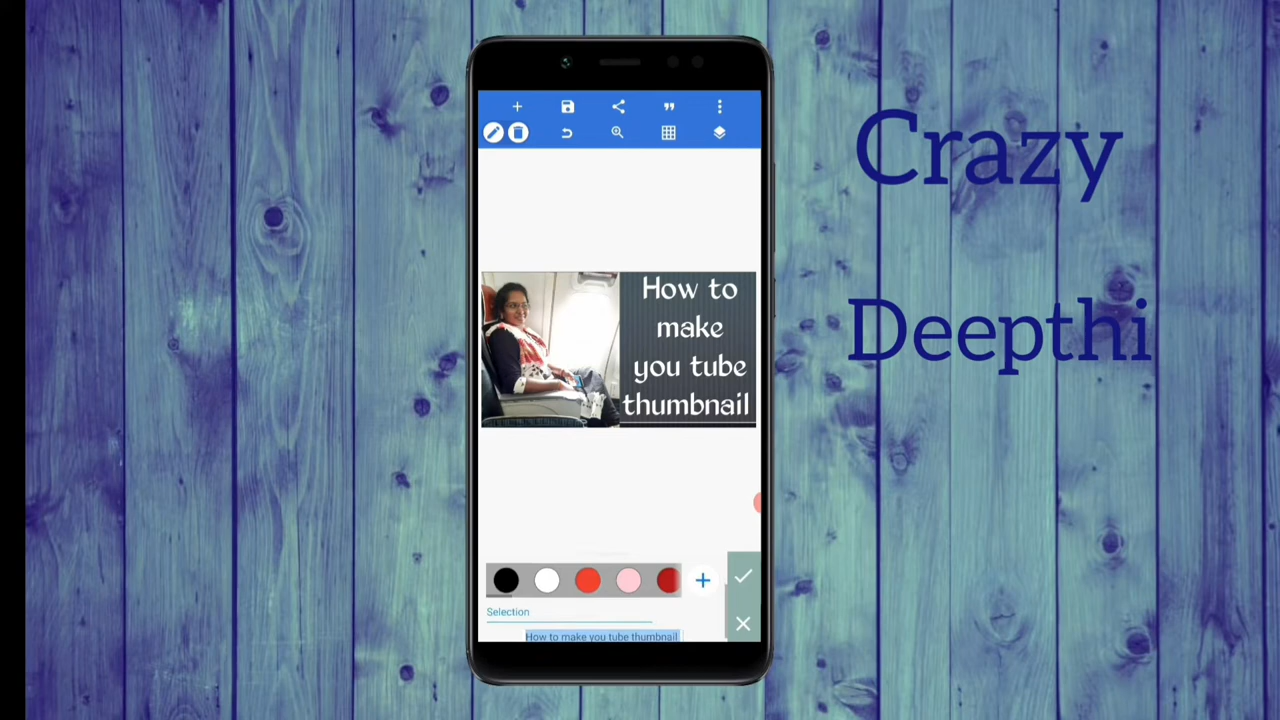 Crazy
Deepthi
How to
make
you tube
thumbnail
Selection
How to make you tube thumbnail